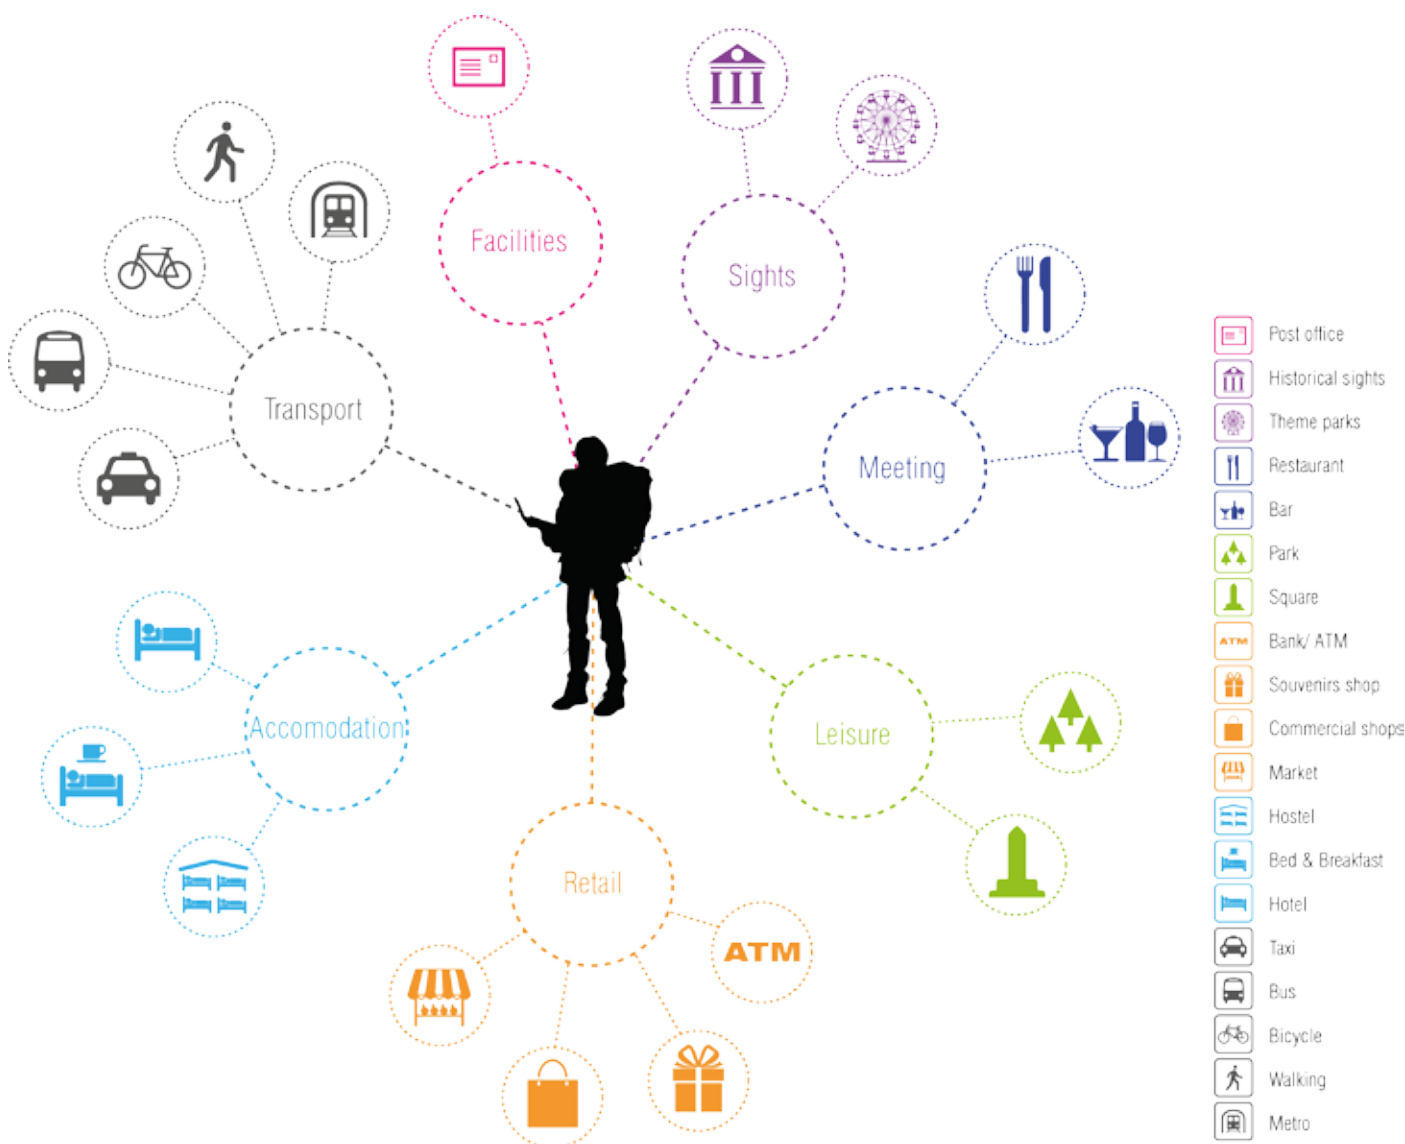 Facilities
Sights
Transport
Meeting
Accomodation
Leisure
Retail
ATM
Post office
Historical sights
Theme parks
Restaurant
Bar
Park
Square
ATM Bank/ ATM
Souvenirs shop
Commercial shops
Market
Hostel
Bed & Breakfast
Hotel
Taxi
Bus
Bicycle
Walking
Metro